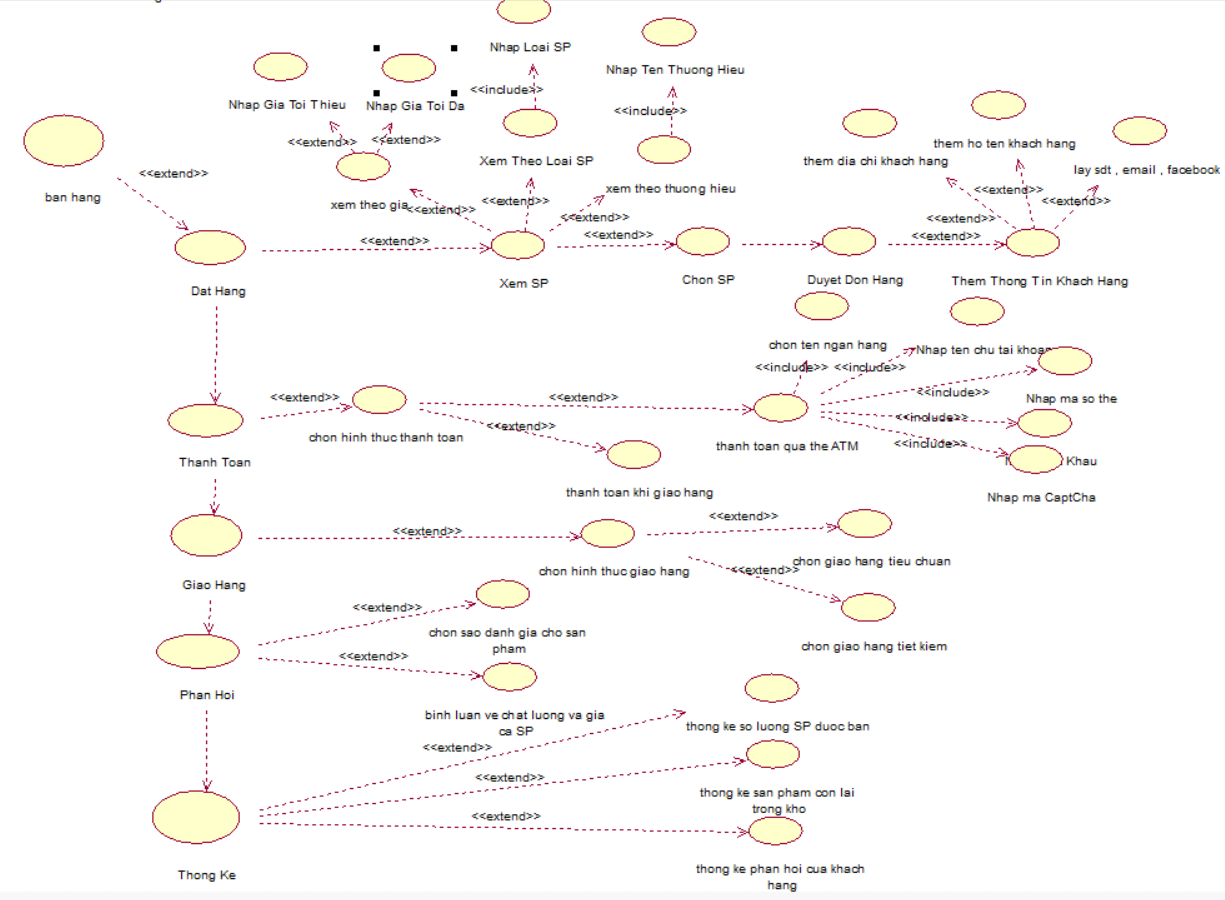 Nhap Loai SP
Nhap Ten Thuong Hieu
Nhap Gia Toi Thieu
Nhap Gia Toi Da
<<include>>
<<include>>
<<extend>>
<<extend>>
them ho ten khach hang
them dia chi khach hang
lay sdt , email , facebook
Xem Theo Loai SP
xem theo thuong hieu
<<extend>>
ban hang
xem theo gia
<<extend>>
<<extend>>
<<extend>>
<<extend>>
<<extend>>
<<extend>>
<<extend>>
<<extend>>
<<extend>>
<<extend>>
Dat Hang
Xem SP
Chon SP
Duyet Don Hang
Them Thong Tin Khach Hang
chon ten ngan hang
Nhap ten chu tai khoan
<<include>>
<<include>>
<<include>>
Nhap ma so the
<<extend>>
<<extend>>
<<include>>
<<extend>>
<<include>>
chon hinh thuc thanh toan
thanh toan qua the ATM
Thanh Toan
Khau
thanh toan khi giao hang
Nhap ma CaptCha
<<extend>>
<<extend>>
chon giao hang tieu chuan
chon hinh thuc giao hang
<<extend>>
Giao Hang
<<extend>>
chon sao danh gia cho san
pham
chon giao hang tiet kiem
<<extend>>
Phan Hoi
binh luan ve chat luong va gia
ca SP
thong ke so luong SP duoc ban
<<extend>>
<<extend>>
thong ke san pham con lai
trong kho
<<extend>>
Thong Ke
thong ke phan hoi cua khach
hang